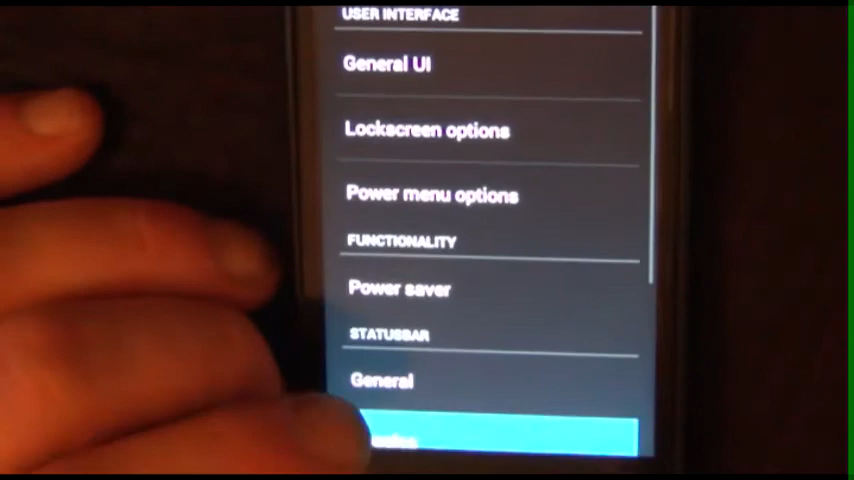 USER INTERFACE
General UI
Lockscreen options
Power menu options
FUNCTIONALITY
Power saver
STATUSBAR
General